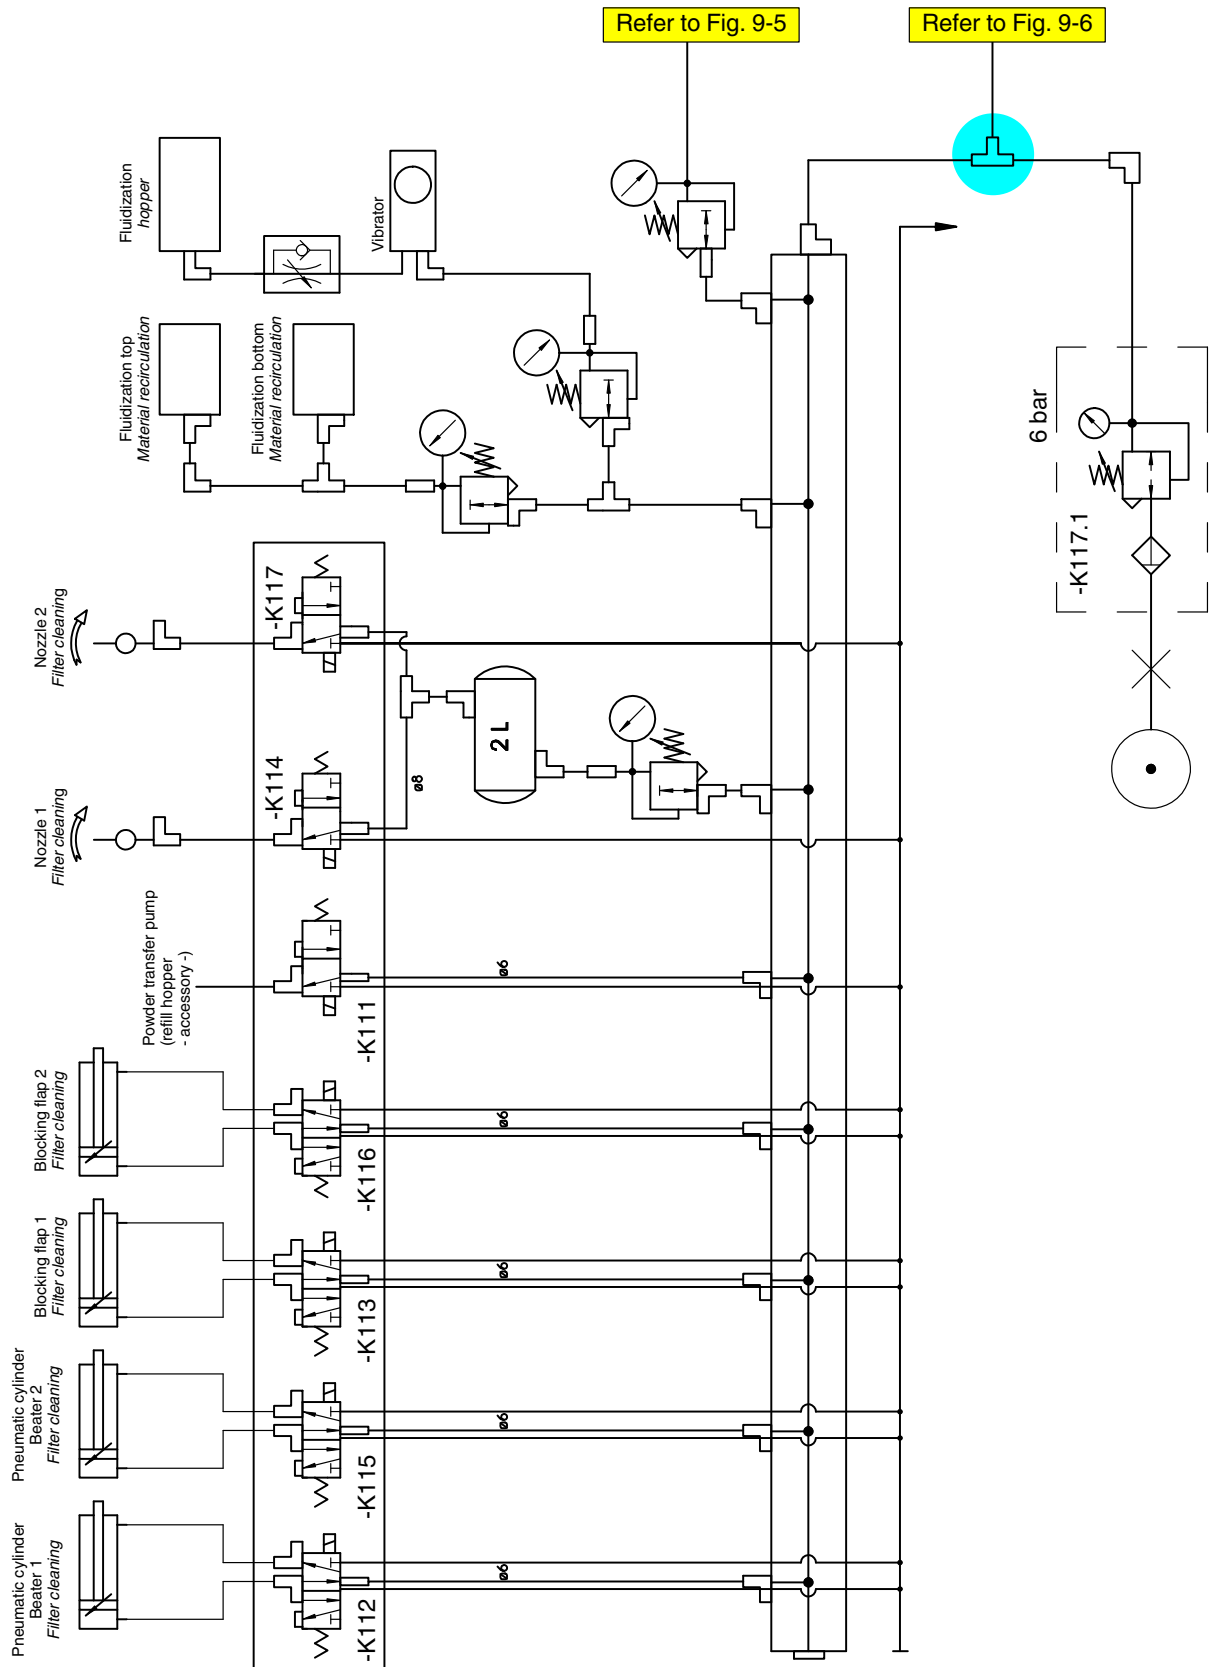 Refer to Fig. 9-5
Refer to Fig. 9-6
Fluidization
hopper
Vibrator
Fluidization top
Material recirculation
Fluidization bottom
Material recirculation
6 bar
-K117.1
Nozzle 2
Filter cleaning
-K117
2 L
Nozzle 1
Filter cleaning
-K114
ø8
Powder transfer pump
(refill hopper
- accessory -)
-K111
ø6
Blocking flap 2
Filter cleaning
-K116
ø6
Blocking flap 1
Filter cleaning
-K113
ø6
Pneumatic cylinder
Beater 2
Filter cleaning
-K115
ø6
Pneumatic cylinder
Beater 1
Filter cleaning
-K112
ø6